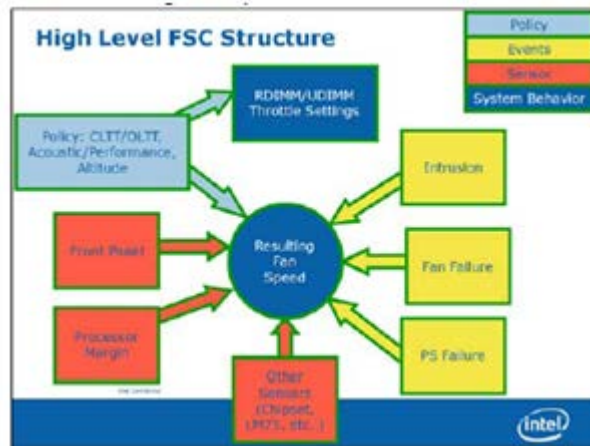 High Level FSC Structure
Policy
Events
Sensor
System Behavior
RDIMM/UDIMM
Throttle Settings
Policy: CLTT/OLTT,
Acoustic/Performance,
Altitude
Intrusion
Front Panel
Resulting
Fan
Speed
Fan Failure
Processor
Margin
PS Failure
Other
Sensors
(Chipset,
LM75, etc. )
intel